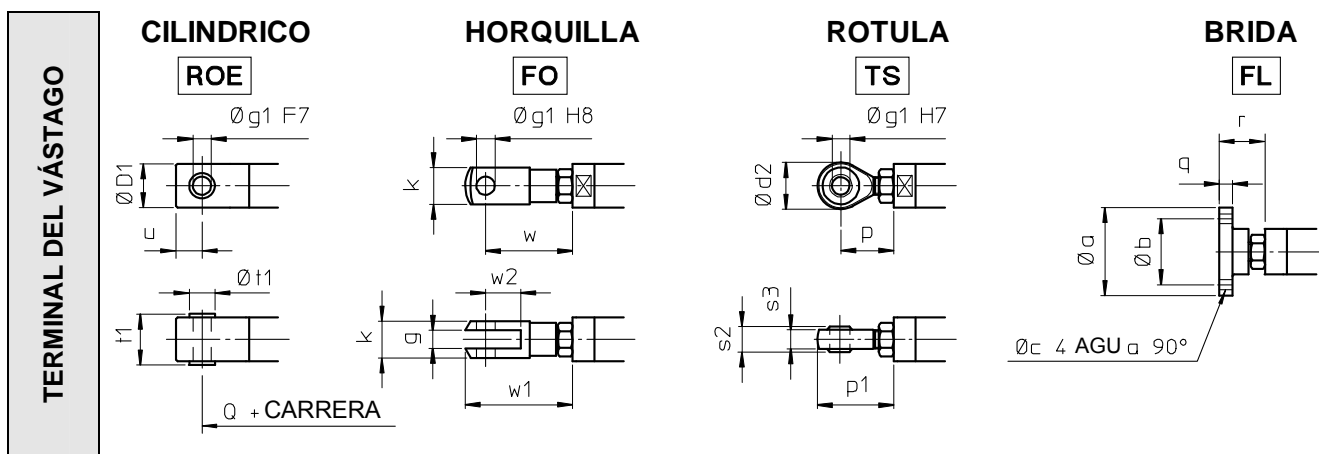 TERMINAL DEL VÁSTAGO
CILINDRICO
HORQUILLA
ROTULA
BRIDA
ROE
FO
TS
FL
Øg1 F7
Øg1 H8
Øg1 H7
r
q
ØD1
k
Ød2
Øa
Øb
u
w
p
Øt1
w2
s3
t1
k
g
s2
w1
p1
Øc 4 AGU a 90°
Q + CARRERA